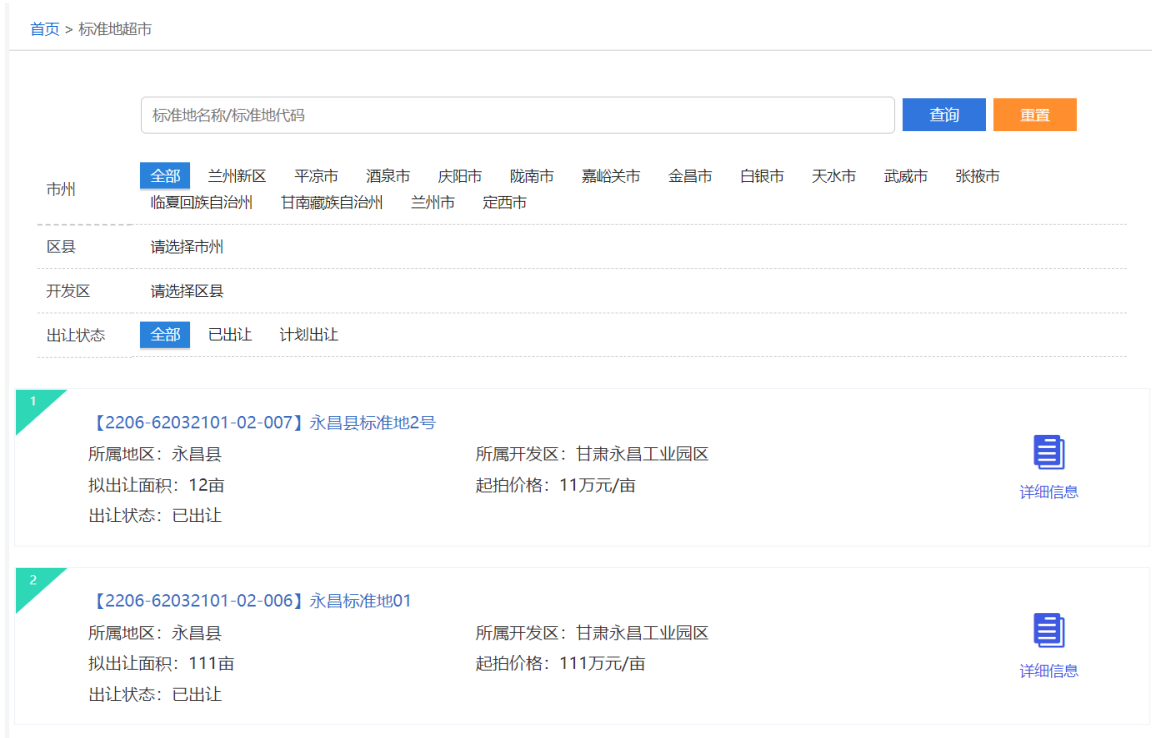 首页 > 标准地超市
标准地名称/标准地代码 查询 重置
市州 全部 兰州新区 平凉市 酒泉市 庆阳市 陇南市 嘉峪关市 金昌市 白银市 天水市 武威市 张掖市
临夏回族自治州 甘南藏族自治州 兰州市 定西市
区县 请选择市州
开发区 请选择区县
出让状态 全部 已出让 计划出让
1
【2206-62032101-02-007】永昌县标准地2号
所属地区：永昌县 所属开发区：甘肃永昌工业园区
拟出让面积：12亩 起拍价格：11万元/亩
出让状态：已出让
详细信息
2
【2206-62032101-02-006】永昌标准地01
所属地区：永昌县 所属开发区：甘肃永昌工业园区
拟出让面积：111亩 起拍价格：111万元/亩
出让状态：已出让
详细信息